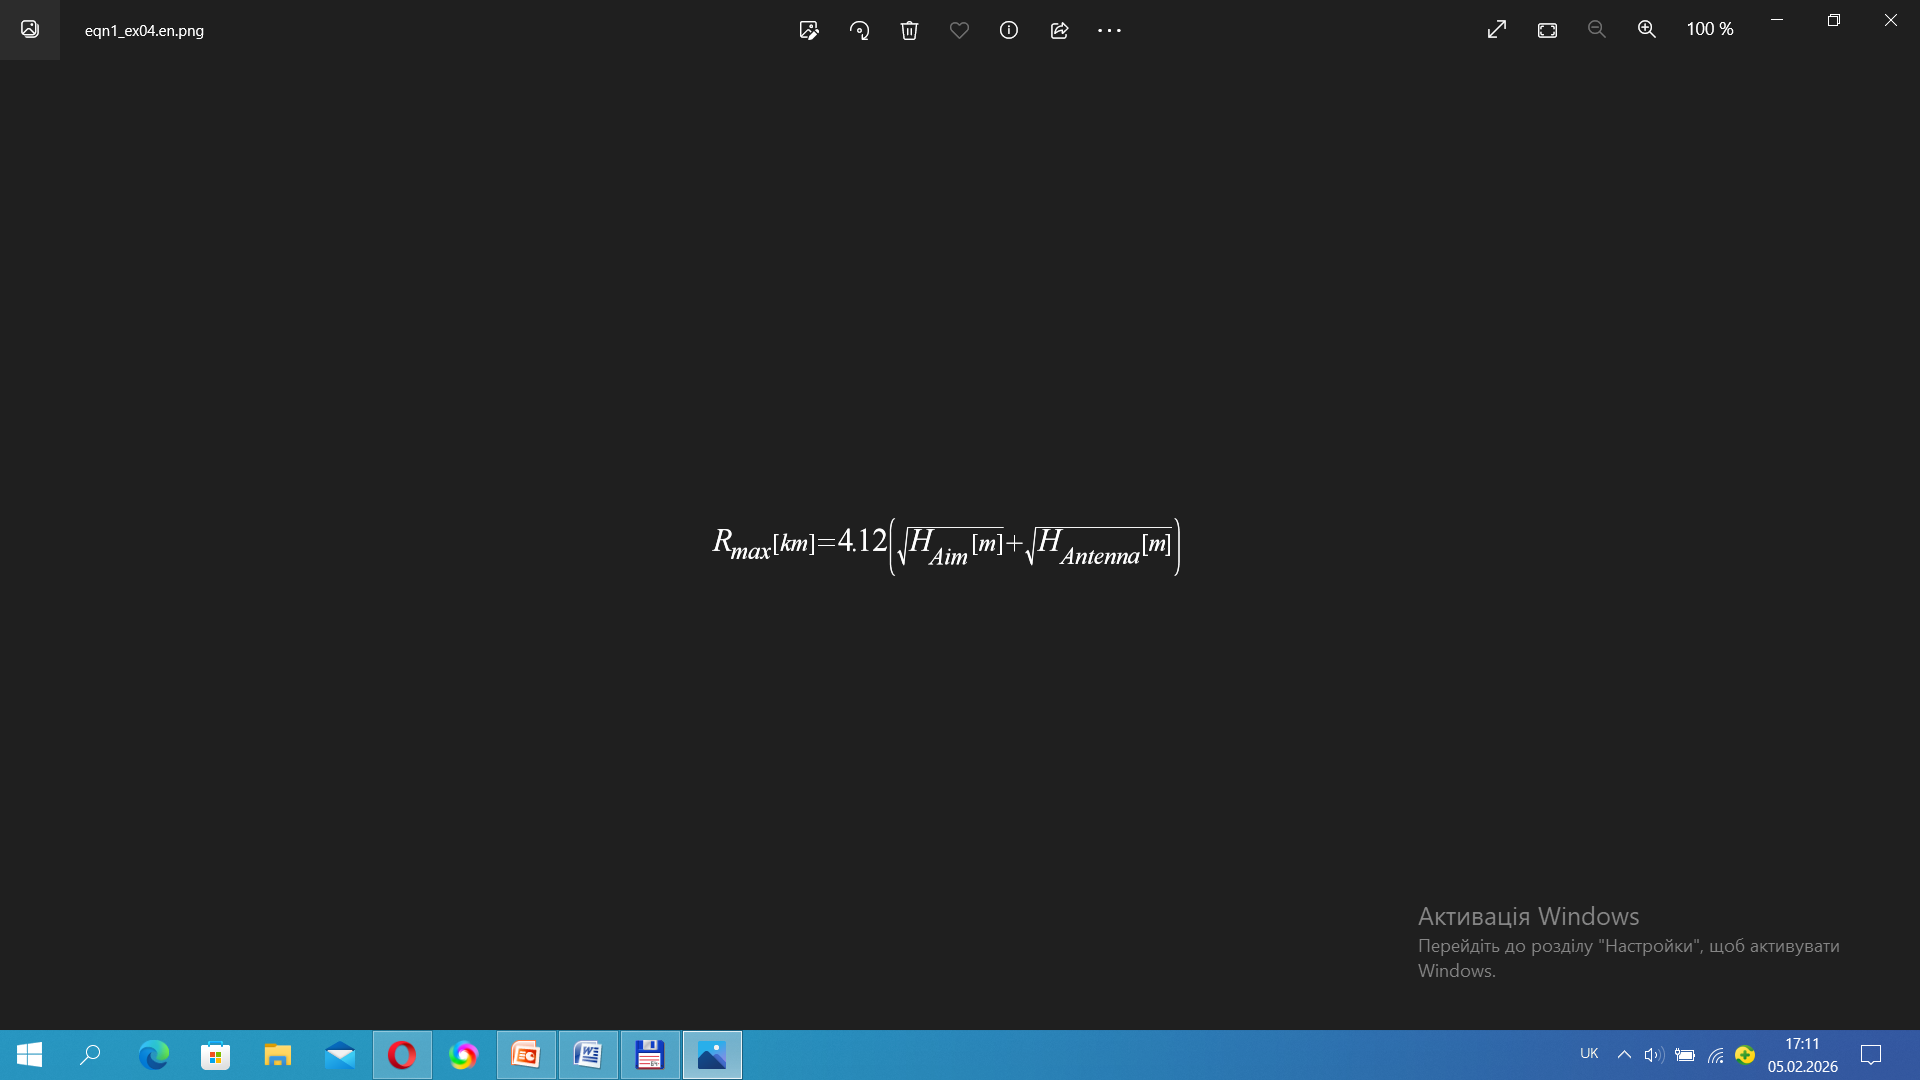 eqn1_ex04.en.png
100 %
R_max[km]=4.12(√H_Aim[m]+√H_Antenna[m])
Активація Windows
Перейдіть до розділу "Настройки", щоб активувати
Windows.
UK
17:11
05.02.2026